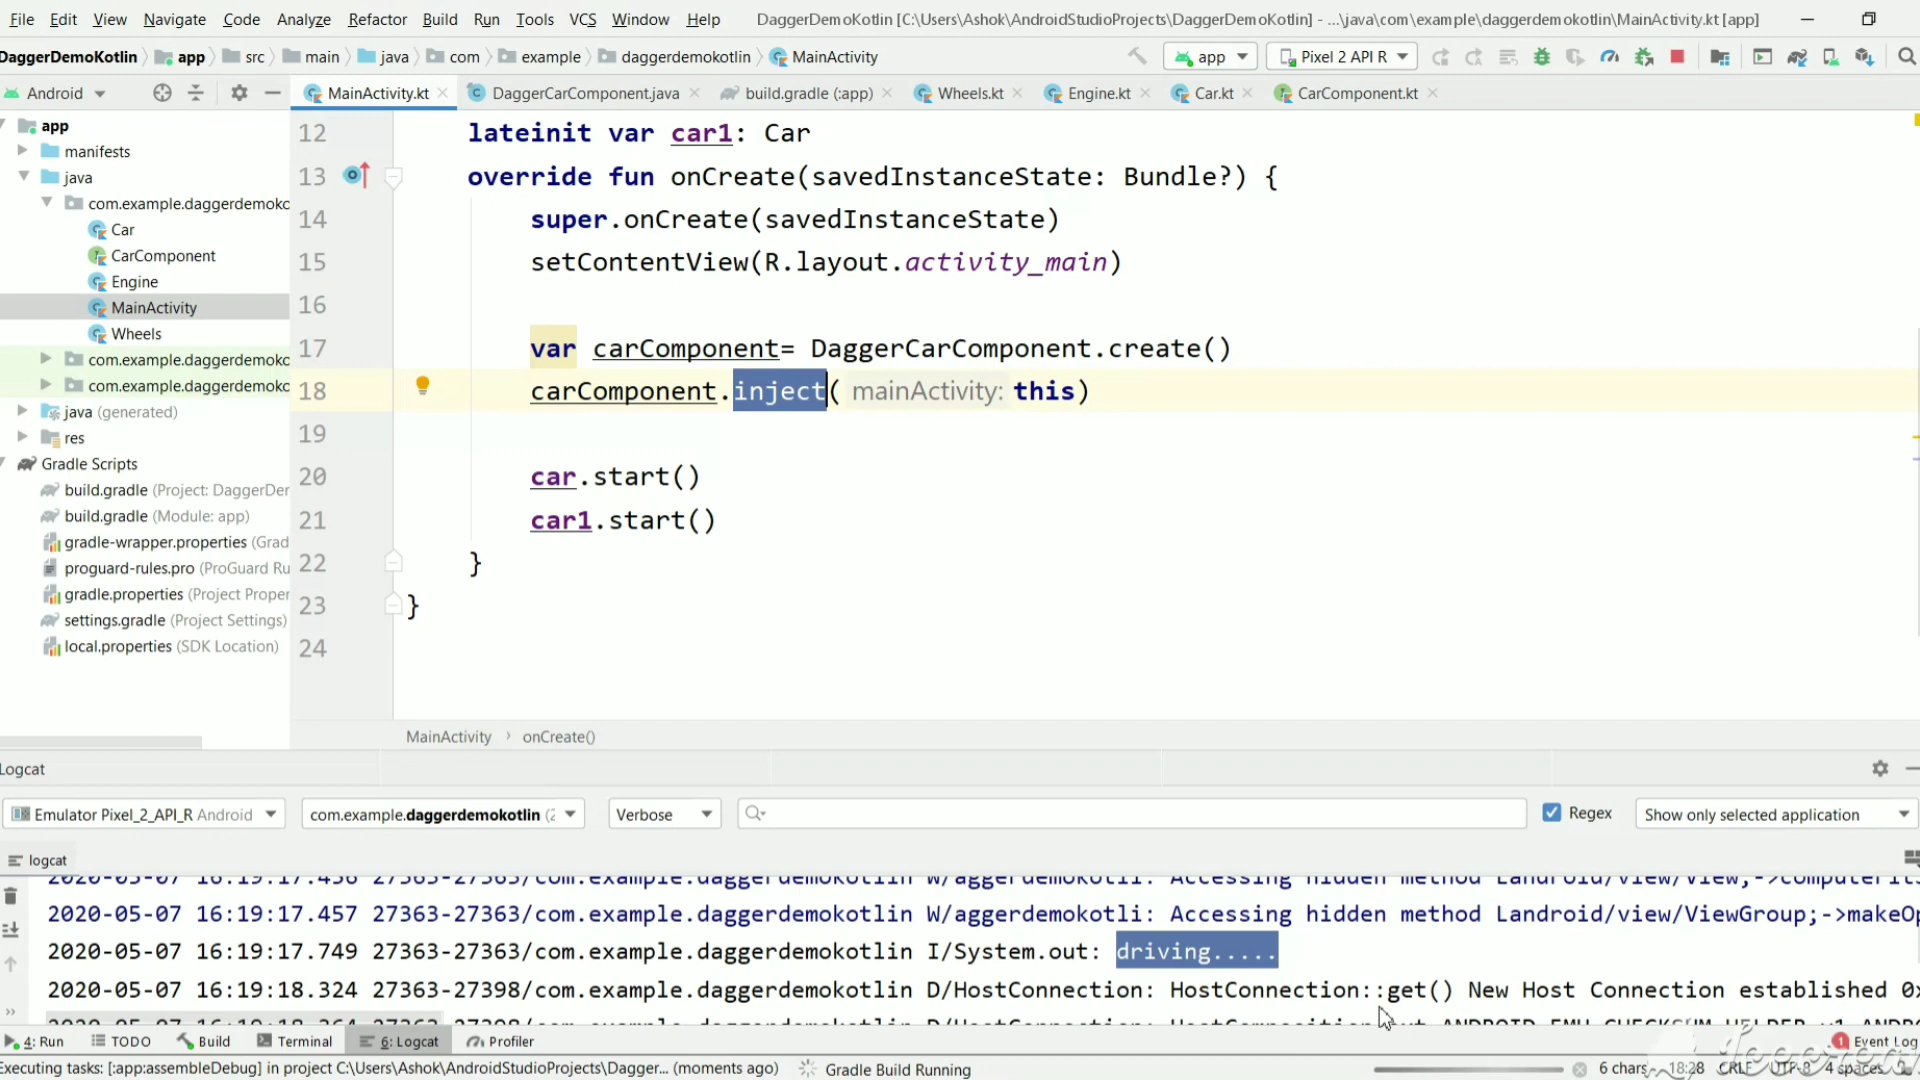 File Edit View Navigate Code Analyze Refactor Build Run Tools VCS Window Help DaggerDemoKotlin [C:\Users\Ashok\AndroidStudioProjects\DaggerDemoKotlin] - ...\java\com\example\daggerdemokotlin\MainActivity.kt [app]
DaggerDemoKotlin app src main java com example daggerdemokotlin MainActivity app Pixel 2 API R
Android MainActivity.kt DaggerCarComponent.java build.gradle (:app) Wheels.kt Engine.kt Car.kt CarComponent.kt
app
manifests
java
com.example.daggerdemoko
Car
CarComponent
Engine
MainActivity
Wheels
com.example.daggerdemoko
com.example.daggerdemoko
java (generated)
res
Gradle Scripts
build.gradle (Project: DaggerDer
build.gradle (Module: app)
gradle-wrapper.properties (Grad
proguard-rules.pro (ProGuard Ru
gradle.properties (Project Proper
settings.gradle (Project Settings)
local.properties (SDK Location)
12 lateinit var car1: Car
13 override fun onCreate(savedInstanceState: Bundle?) {
14 super.onCreate(savedInstanceState)
15 setContentView(R.layout.activity_main)
16
17 var carComponent= DaggerCarComponent.create()
18 carComponent.inject( mainActivity: this)
19
20 car.start()
21 car1.start()
22 }
23 }
24
MainActivity › onCreate()
Logcat
Emulator Pixel_2_API_R Android com.example.daggerdemokotlin (2 Verbose Regex Show only selected application
logcat
2020-05-07 16:19:17.457 27363-27363/com.example.daggerdemokotlin W/aggerdemokotli: Accessing hidden method Landroid/view/ViewGroup;->makeOp
2020-05-07 16:19:17.749 27363-27363/com.example.daggerdemokotlin I/System.out: driving.....
2020-05-07 16:19:18.324 27363-27398/com.example.daggerdemokotlin D/HostConnection: HostConnection::get() New Host Connection established 0x
4: Run TODO Build Terminal 6: Logcat Profiler 1 Event Log
Executing tasks: [:app:assembleDebug] in project C:\Users\Ashok\AndroidStudioProjects\Dagger... (moments ago) Gradle Build Running 6 chars 18:28 CRLF UTF-8 4 spaces